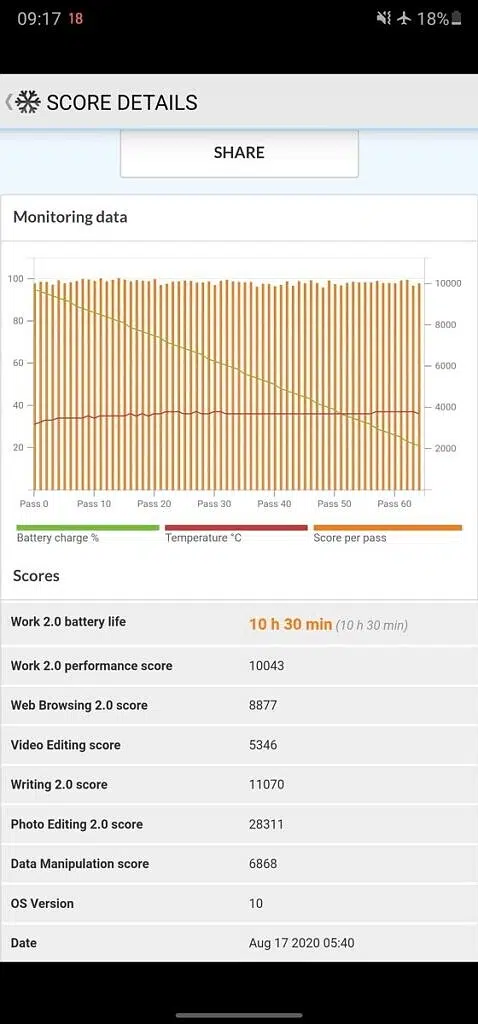 09:17 18 18%
SCORE DETAILS
SHARE
Monitoring data
100 10000
80 8000
60 6000
40 4000
20 2000
Pass 0 Pass 10 Pass 20 Pass 30 Pass 40 Pass 50 Pass 60
Battery charge % Temperature °C Score per pass
Scores
Work 2.0 battery life 10 h 30 min (10 h 30 min)
Work 2.0 performance score 10043
Web Browsing 2.0 score 8877
Video Editing score 5346
Writing 2.0 score 11070
Photo Editing 2.0 score 28311
Data Manipulation score 6868
OS Version 10
Date Aug 17 2020 05:40